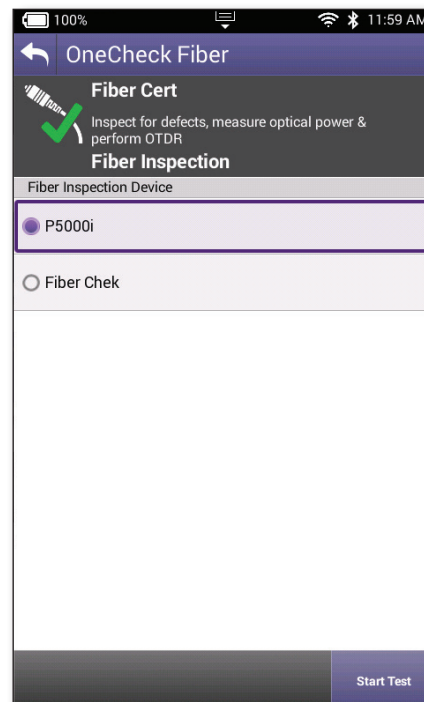 100%
11:59 AM
OneCheck Fiber
Fiber Cert
Inspect for defects, measure optical power &
perform OTDR
Fiber Inspection
Fiber Inspection Device
P5000i
Fiber Chek
Start Test